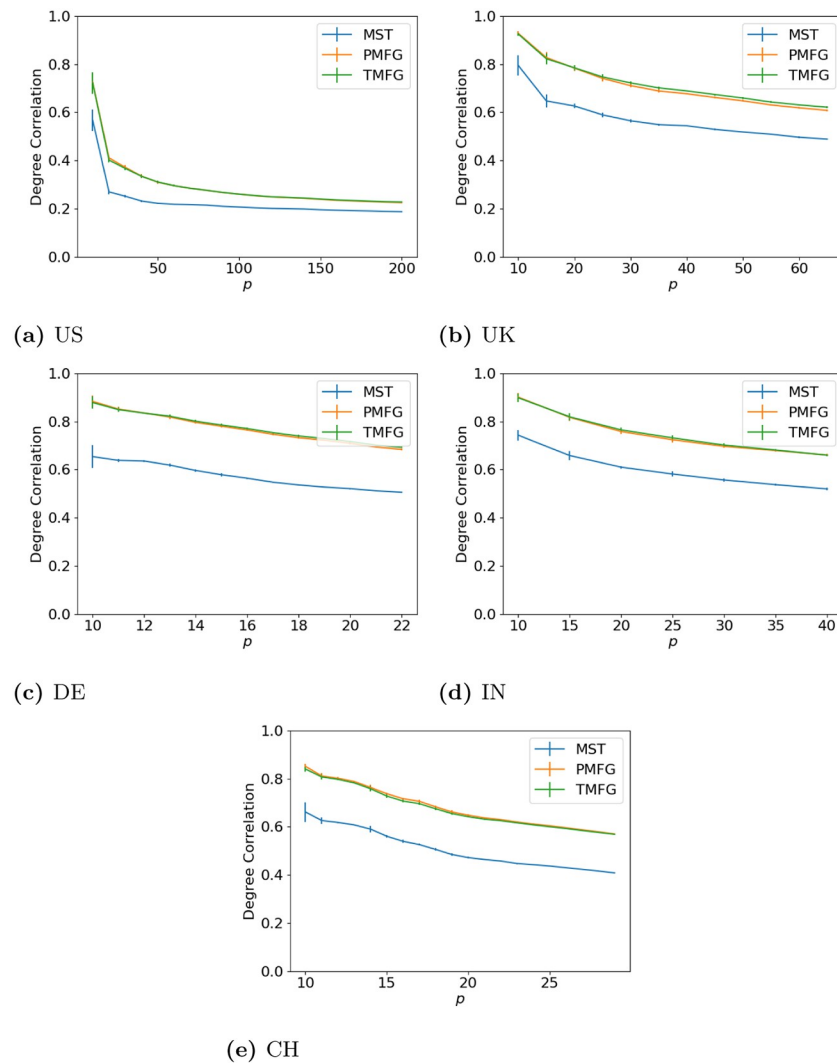 1.0
0.8
0.6
0.4
0.2
0.0
Degree Correlation
MST
PMFG
TMFG
50 100 150 200
p
(a) US
1.0
0.8
0.6
0.4
0.2
0.0
Degree Correlation
MST
PMFG
TMFG
10 20 30 40 50 60
p
(b) UK
1.0
0.8
0.6
0.4
0.2
0.0
Degree Correlation
MST
PMFG
TMFG
10 12 14 16 18 20 22
p
(c) DE
1.0
0.8
0.6
0.4
0.2
0.0
Degree Correlation
MST
PMFG
TMFG
10 15 20 25 30 35 40
p
(d) IN
1.0
0.8
0.6
0.4
0.2
0.0
Degree Correlation
MST
PMFG
TMFG
10 15 20 25
p
(e) CH